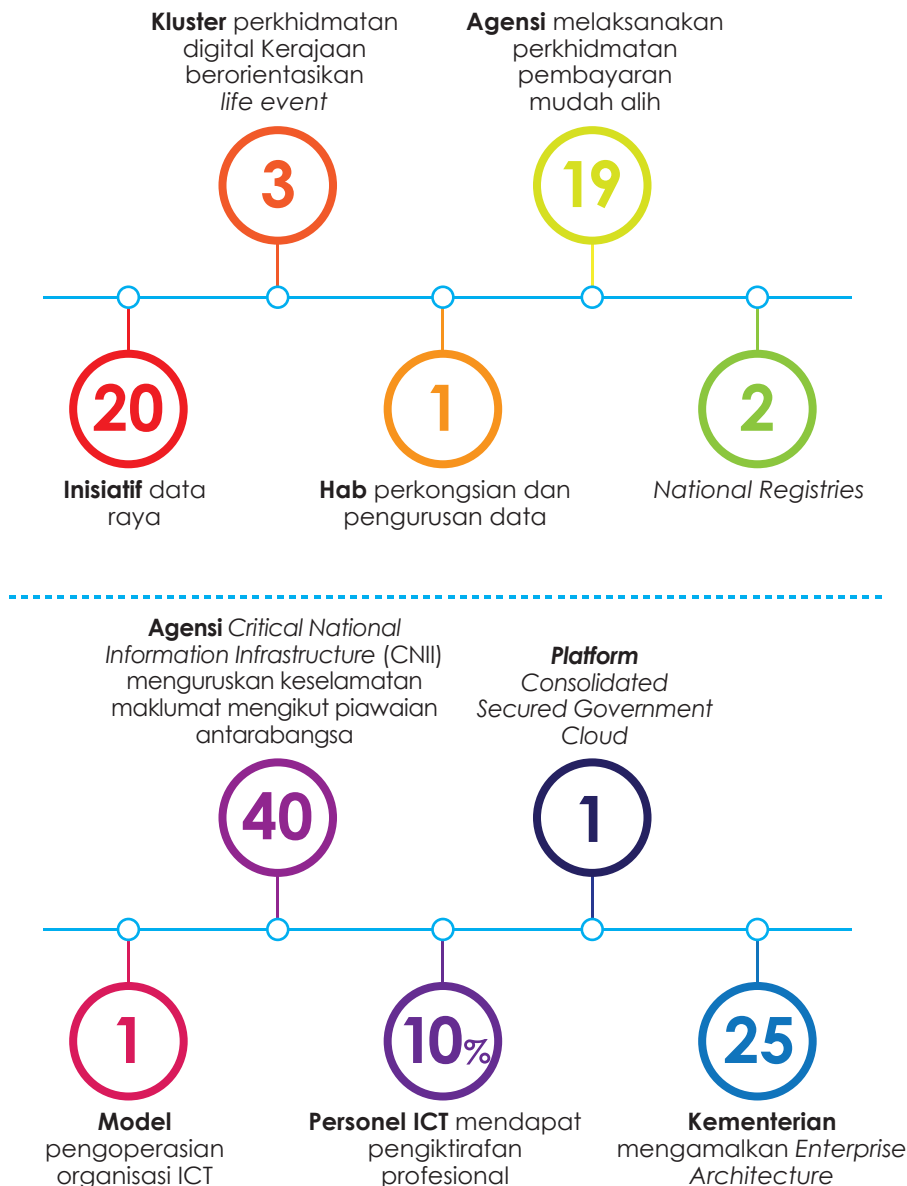 Kluster perkhidmatan
digital Kerajaan
berorientasikan
life event
3
Agensi melaksanakan
perkhidmatan
pembayaran
mudah alih
19
20
Inisiatif data
raya
1
Hab perkongsian dan
pengurusan data
2
National Registries
Agensi Critical National
Information Infrastructure (CNII)
menguruskan keselamatan
maklumat mengikut piawaian
antarabangsa
40
Platform
Consolidated
Secured Government
Cloud
1
1
Model
pengoperasian
organisasi ICT
10%
Personel ICT mendapat
pengiktirafan
profesional
25
Kementerian
mengamalkan Enterprise
Architecture